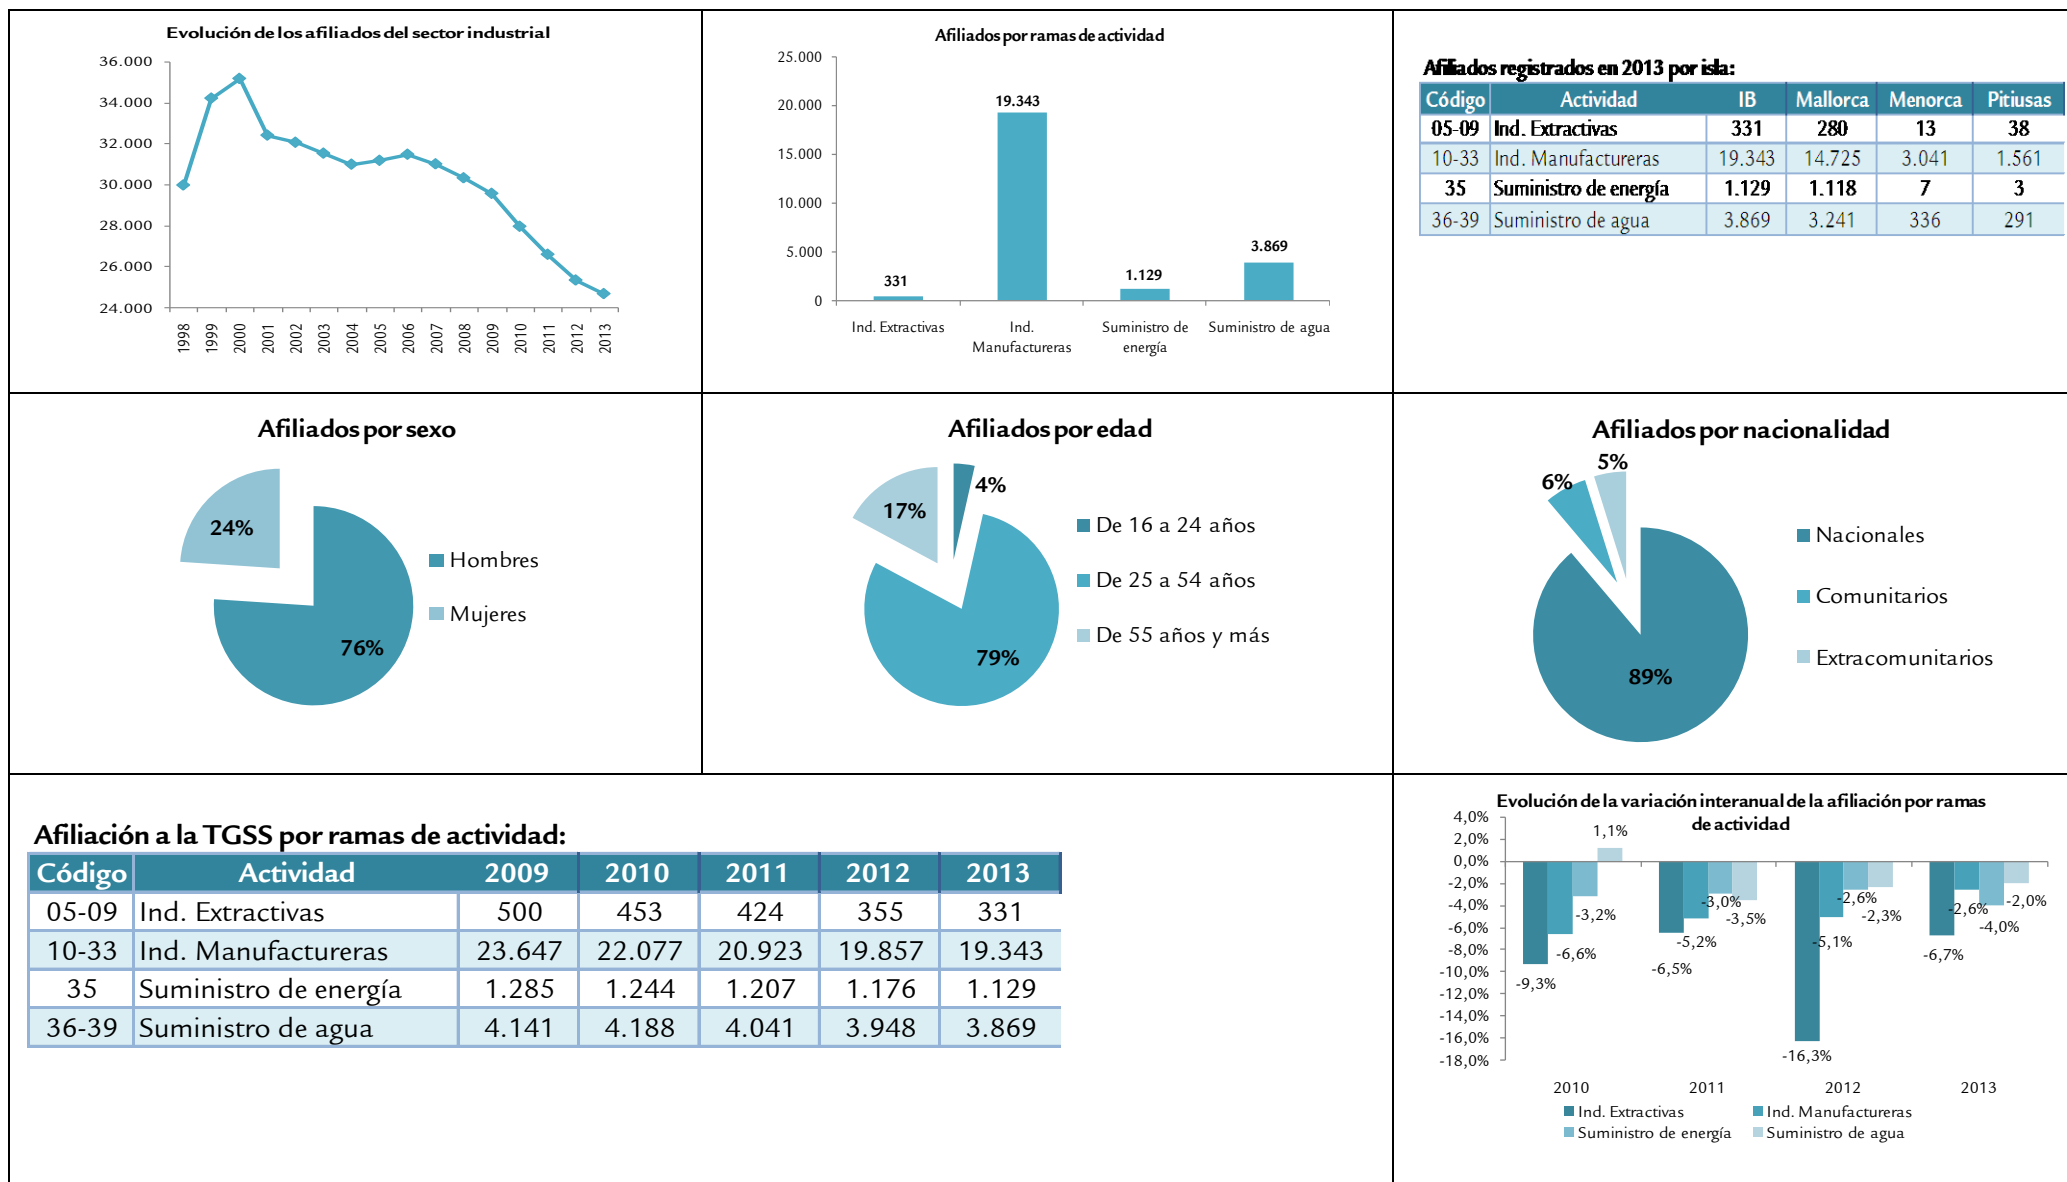 Evolución de los afiliados del sector industrial
36.000
34.000
32.000
30.000
28.000
26.000
24.000
1998 1999 2000 2001 2002 2003 2004 2005 2006 2007 2008 2009 2010 2011 2012 2013
Afiliados por ramas de actividad
25.000
20.000
15.000
10.000
5.000
0
331 19.343 1.129 3.869
Ind. Extractivas Ind. Manufactureras Suministro de energía Suministro de agua
Afiliados registrados en 2013 por isla:
Código Actividad IB Mallorca Menorca Pitiusas
05-09 Ind. Extractivas 331 280 13 38
10-33 Ind. Manufactureras 19.343 14.725 3.041 1.561
35 Suministro de energía 1.129 1.118 7 3
36-39 Suministro de agua 3.869 3.241 336 291
Afiliados por sexo
24%
76%
Hombres
Mujeres
Afiliados por edad
4%
17%
79%
De 16 a 24 años
De 25 a 54 años
De 55 años y más
Afiliados por nacionalidad
5%
6%
89%
Nacionales
Comunitarios
Extracomunitarios
Afiliación a la TGSS por ramas de actividad:
Código Actividad 2009 2010 2011 2012 2013
05-09 Ind. Extractivas 500 453 424 355 331
10-33 Ind. Manufactureras 23.647 22.077 20.923 19.857 19.343
35 Suministro de energía 1.285 1.244 1.207 1.176 1.129
36-39 Suministro de agua 4.141 4.188 4.041 3.948 3.869
Evolución de la variación interanual de la afiliación por ramas
de actividad
4,0%
2,0%
0,0%
-2,0%
-4,0%
-6,0%
-8,0%
-10,0%
-12,0%
-14,0%
-16,0%
-18,0%
-9,3% -6,6% -3,2% 1,1%
-6,5% -5,2% -3,0% -3,5%
-16,3% -5,1% -2,6% -2,3%
-6,7% -2,6% -4,0% -2,0%
2010 2011 2012 2013
Ind. Extractivas Ind. Manufactureras
Suministro de energía Suministro de agua